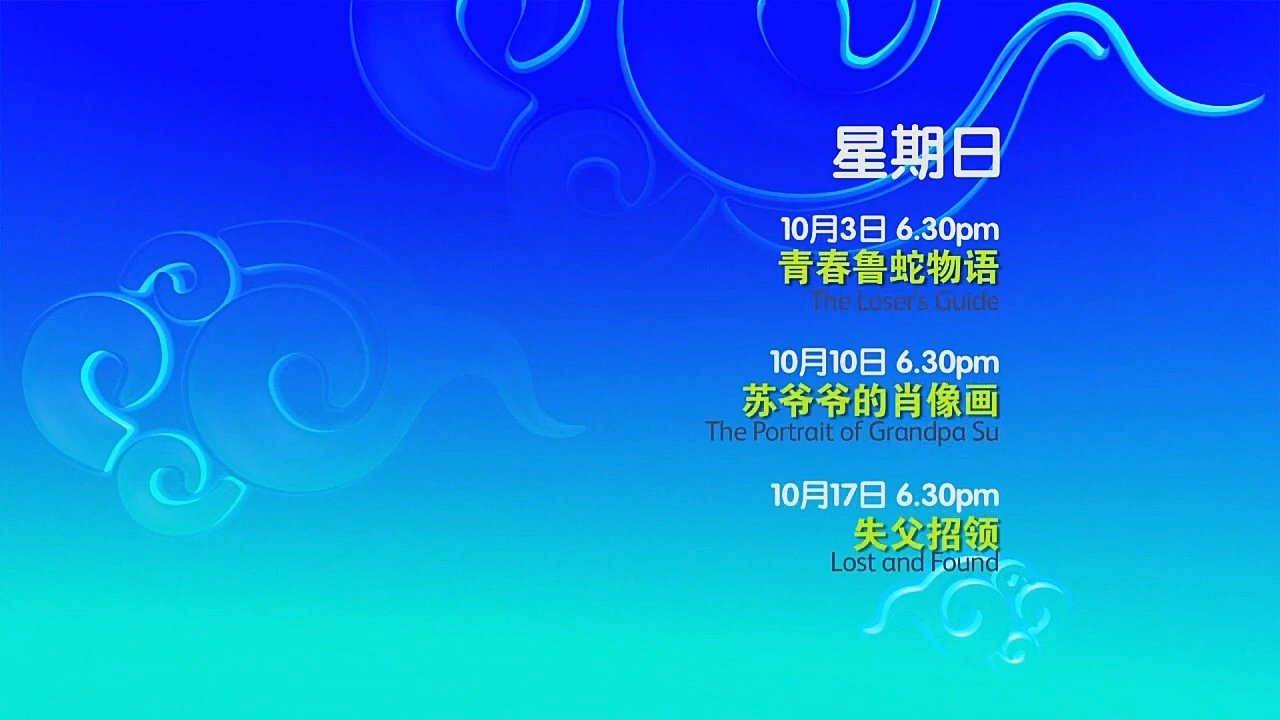 星期日
10月3日 6.30pm
青春鲁蛇物语
The Loser's Guide
10月10日 6.30pm
苏爷爷的肖像画
The Portrait of Grandpa Su
10月17日 6.30pm
失父招领
Lost and Found